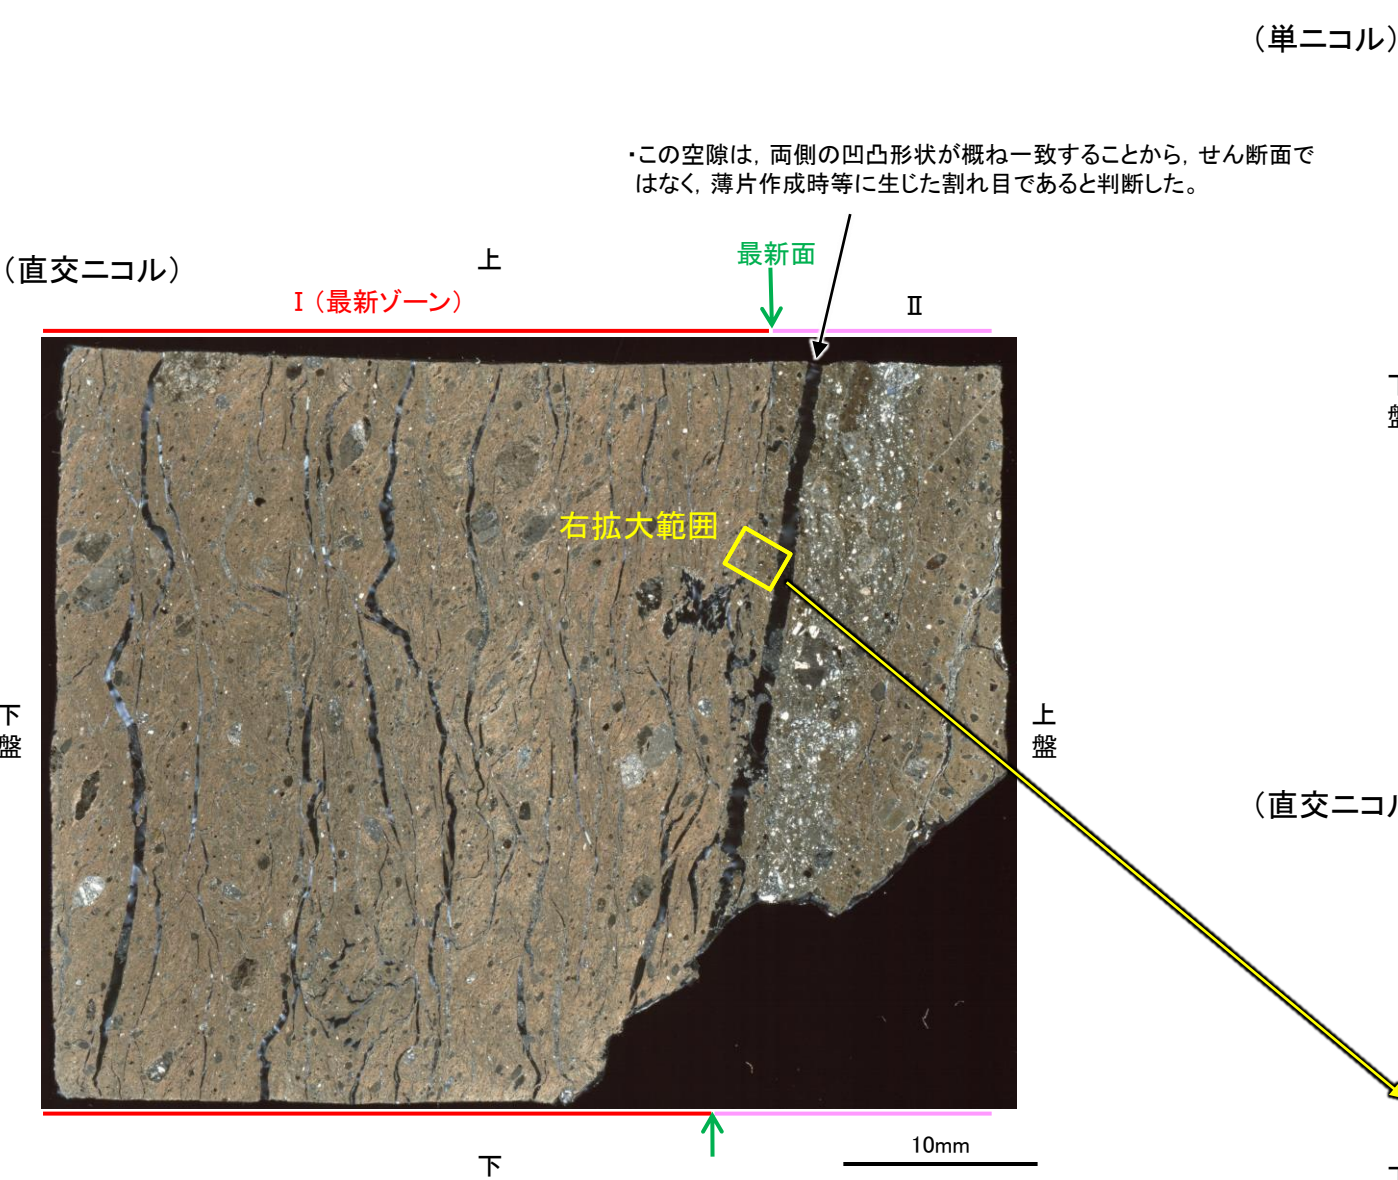 （単ニコル）
・この空隙は，両側の凹凸形状が概ね一致することから，せん断面で
はなく，薄片作成時等に生じた割れ目であると判断した。
（直交ニコル）
上
最新面
Ⅰ（最新ゾーン）
Ⅱ
右拡大範囲
下盤
上盤
（直交ニコル
10mm
下